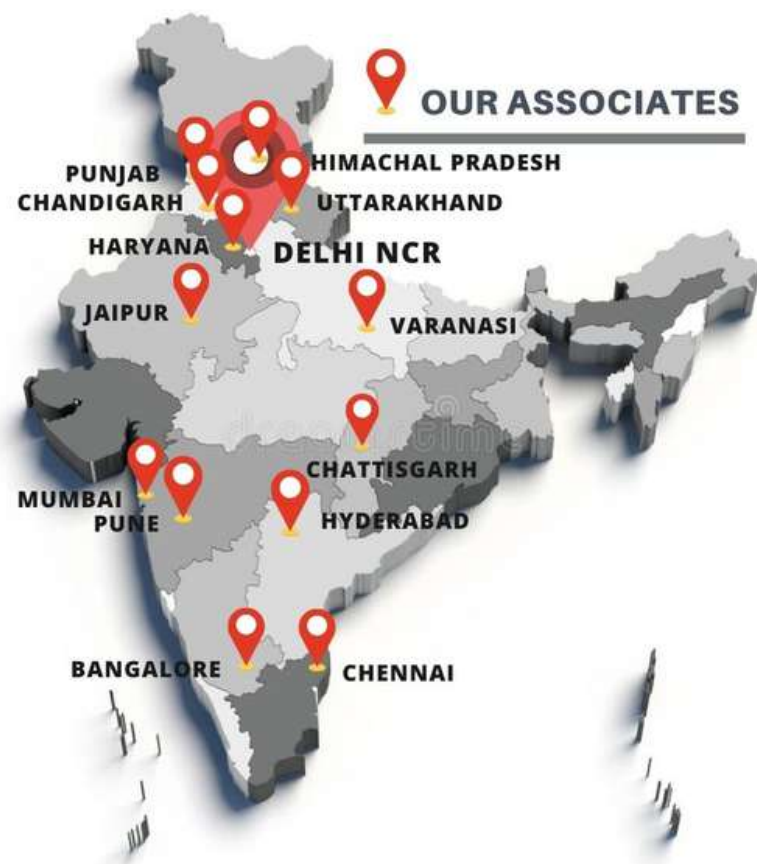 OUR ASSOCIATES
HIMACHAL PRADESH
PUNJAB
CHANDIGARH
UTTARAKHAND
HARYANA
DELHI NCR
JAIPUR
VARANASI
CHATTISGARH
MUMBAI
PUNE
HYDERABAD
BANGALORE
CHENNAI